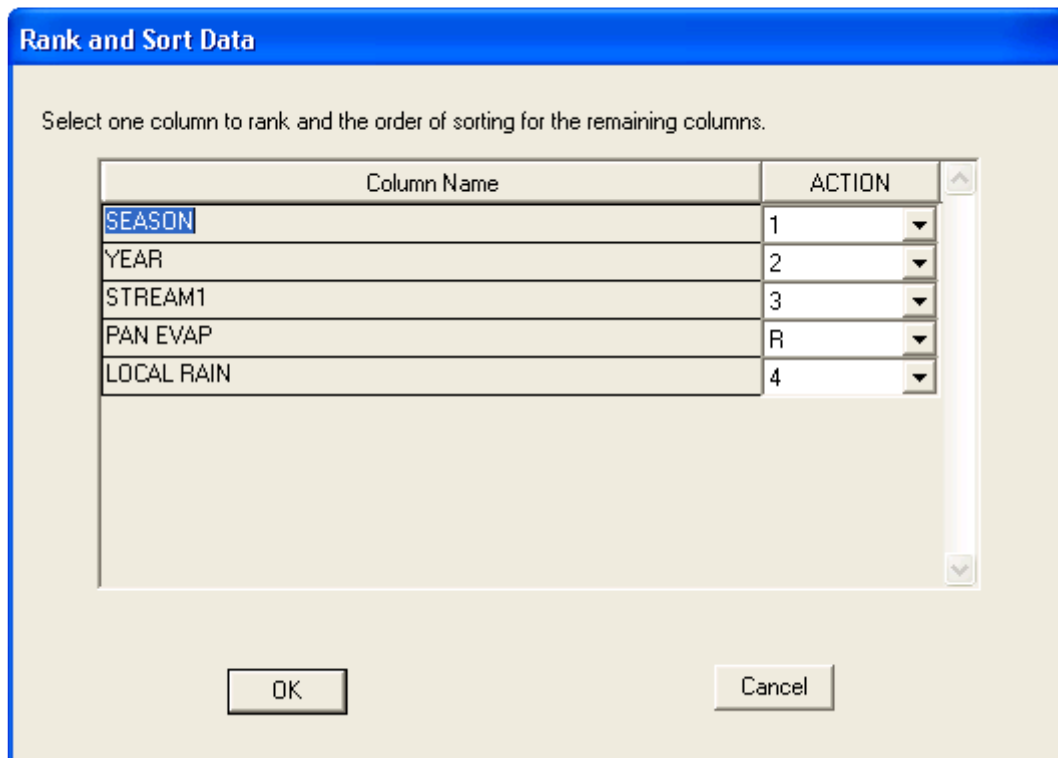 Rank and Sort Data
Select one column to rank and the order of sorting for the remaining columns.
Column Name ACTION
SEASON 1
YEAR 2
STREAM1 3
PAN EVAP R
LOCAL RAIN 4
OK Cancel